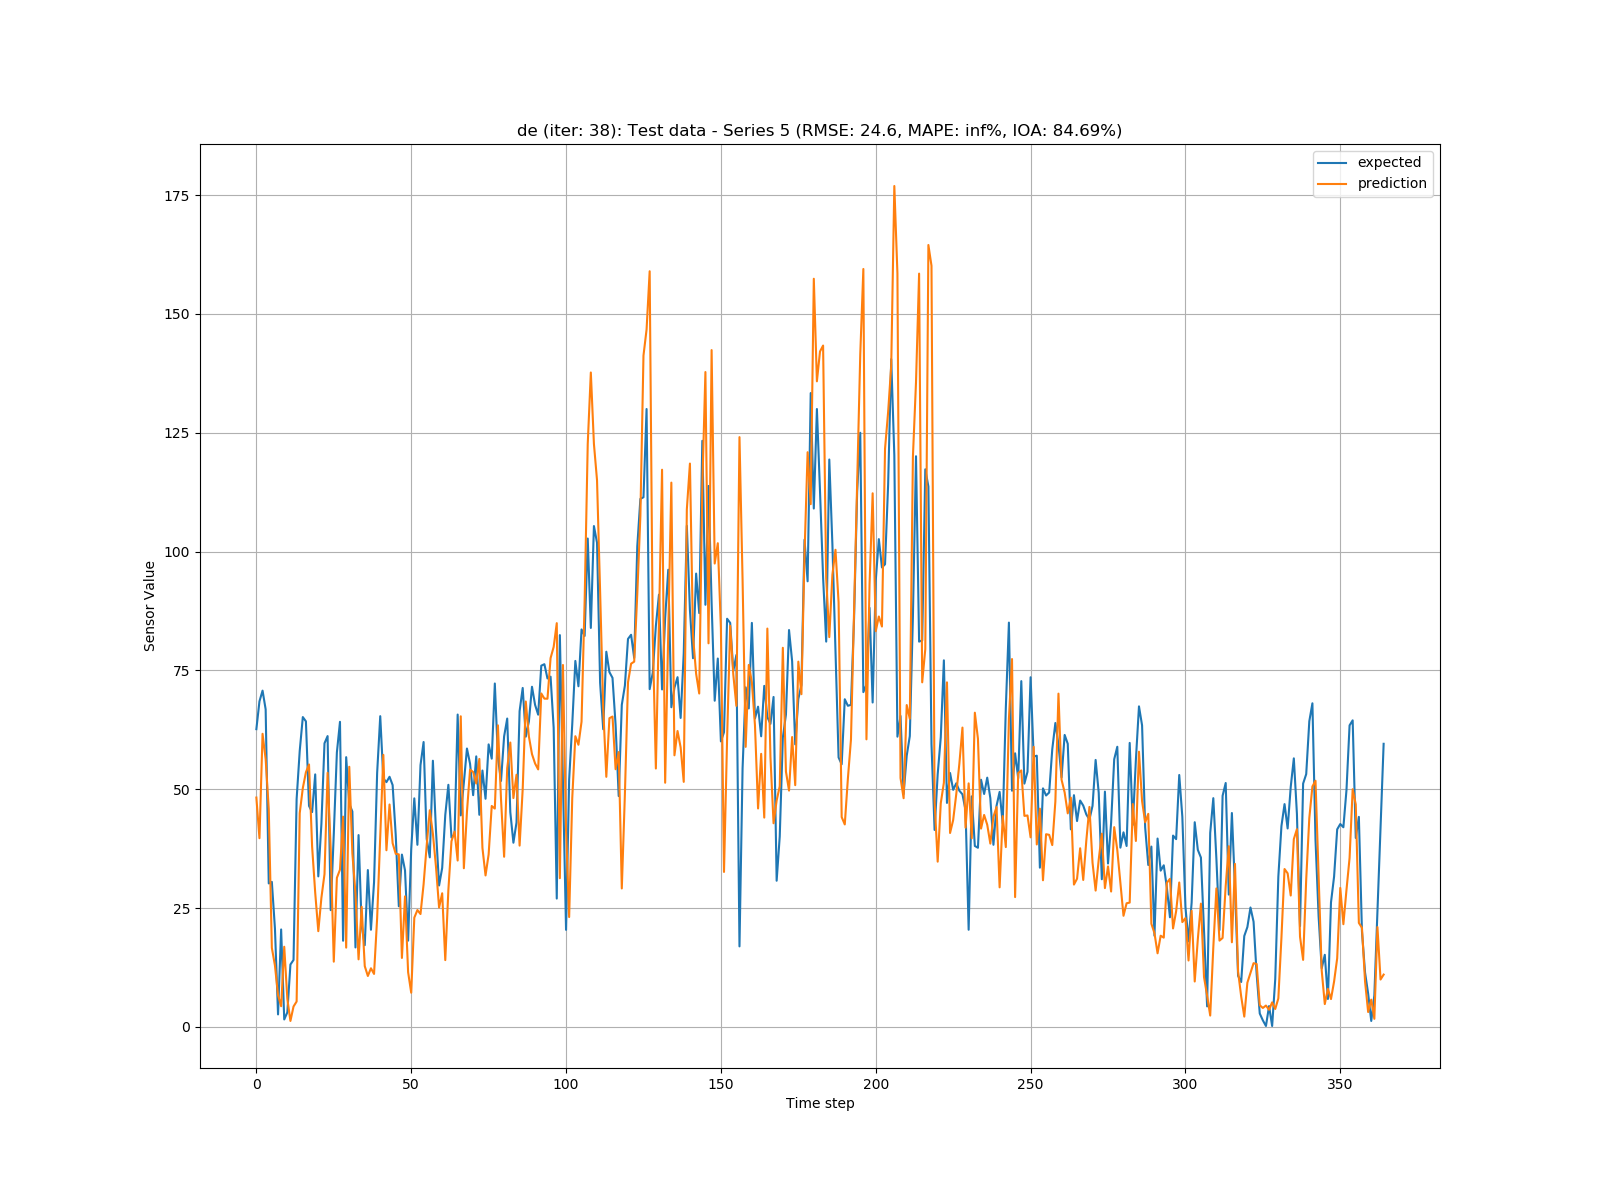 de (iter: 38): Test data - Series 5 (RMSE: 24.6, MAPE: inf%, IOA: 84.69%)
expected
prediction
175
150
125
100
75
50
25
0
Sensor Value
0 50 100 150 200 250 300 350
Time step